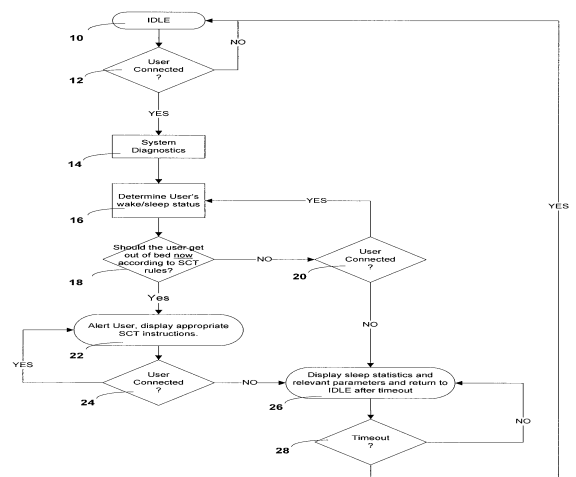 IDLE
10
NO
User
Connected
?
12
YES
System
Diagnostics
14
Determine User's
wake/sleep status
16
YES
YES
Should the user get
out of bed now
according to SCT
rules?
18
NO
User
Connected
?
20
Yes
NO
Alert User, display appropriate
SCT instructions.
22
YES
User
Connected
?
24
NO
Display sleep statistics and
relevant parameters and return to
IDLE after timeout
26
NO
Timeout
?
28